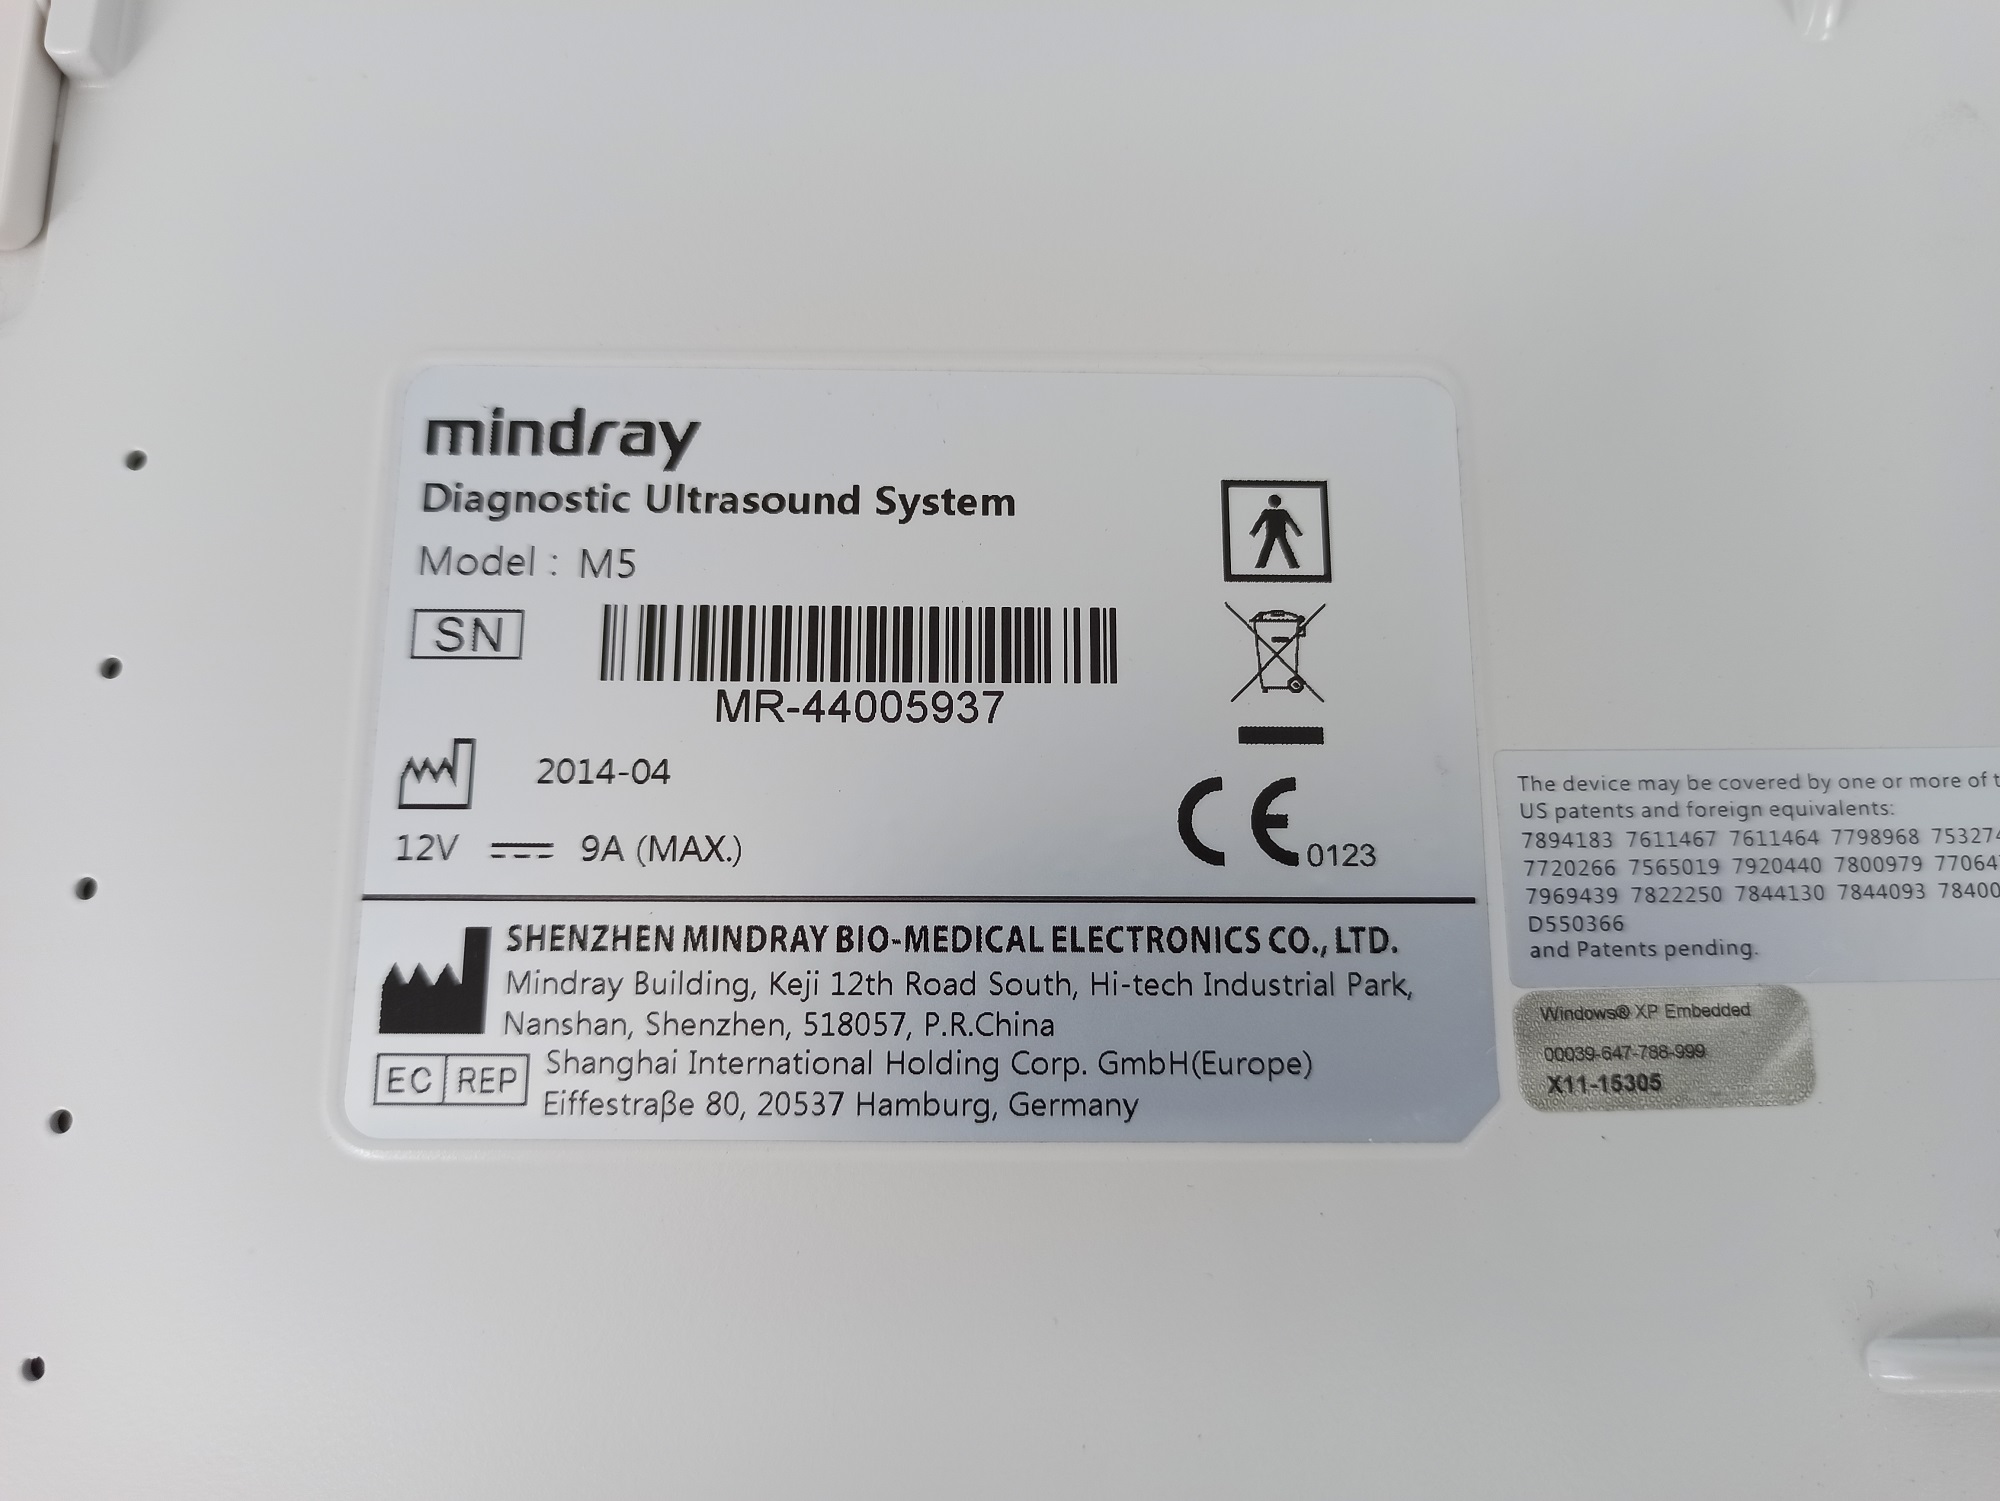 mindray
Diagnostic Ultrasound System
Model : M5
SN
MR-44005937
2014-04
12V 9A (MAX.)
CE 0123
SHENZHEN MINDRAY BIO-MEDICAL ELECTRONICS CO., LTD.
Mindray Building, Keji 12th Road South, Hi-tech Industrial Park,
Nanshan, Shenzhen, 518057, P.R.China
EC REP
Shanghai International Holding Corp. GmbH(Europe)
Eiffestraße 80, 20537 Hamburg, Germany
The device may be covered by one or more of
US patents and foreign equivalents:
7894183 7611467 7611464 7798968
7720266 7565019 7920440 7800979
7969439 7822250 7844130 7844093
D550366
and Patents pending.
Windows® XP Embedded
00039-647-788-999
X11-15305